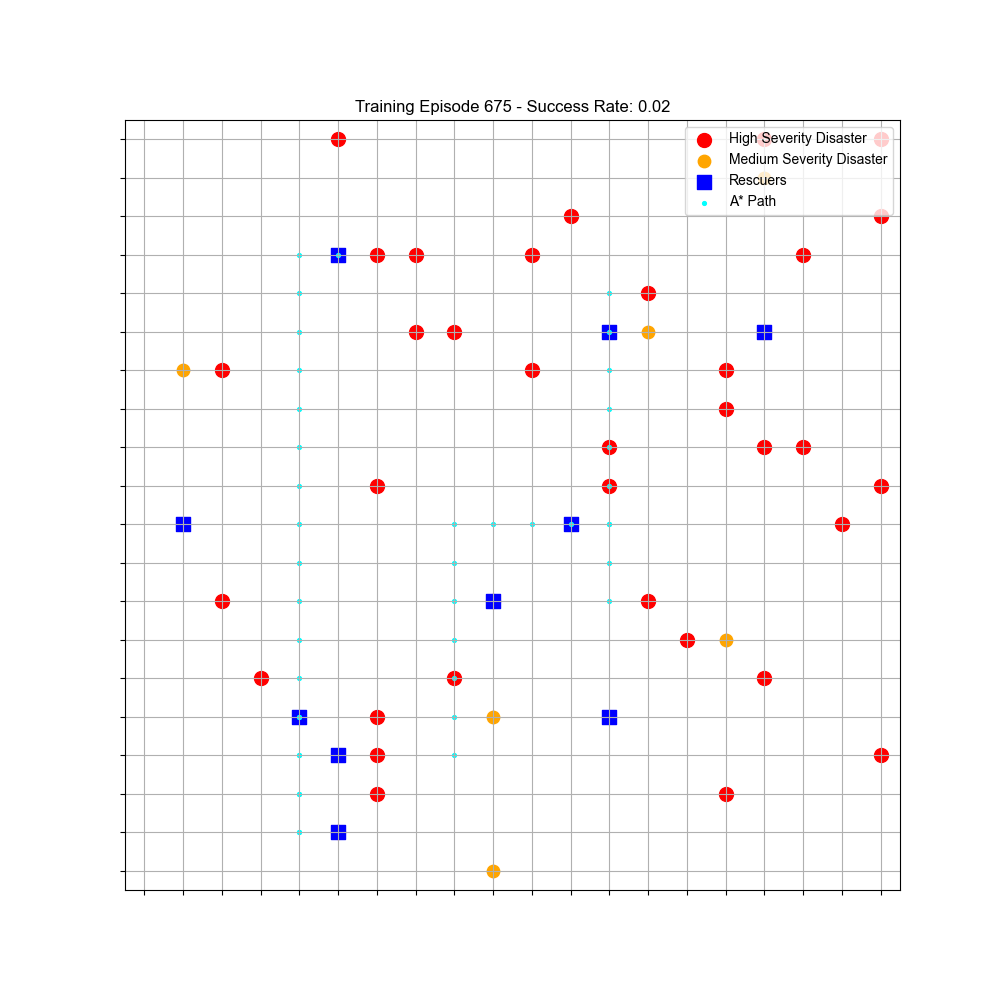 Training Episode 675 - Success Rate: 0.02
High Severity Disaster
Medium Severity Disaster
Rescuers
A* Path